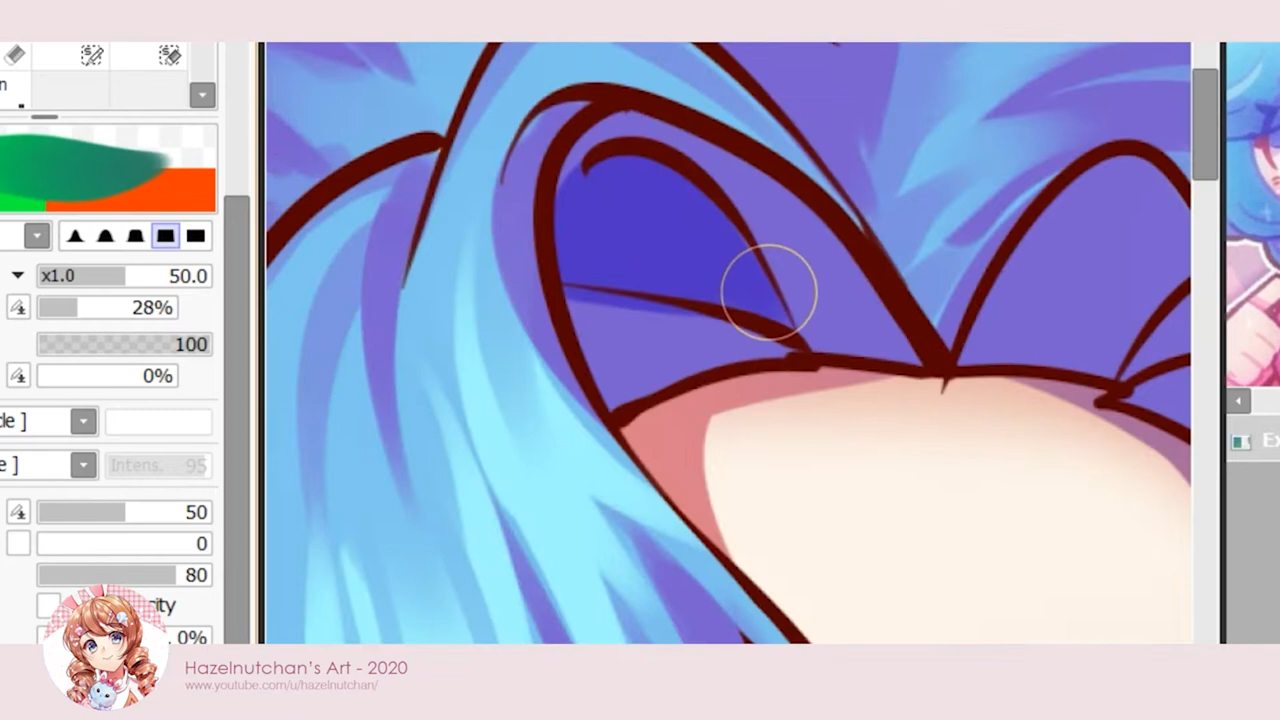 n
x1.0 50.0
28%
100
0%
de ]
e ]
Intens. 95
50
0
80
ity
0%
Ex
Hazelnutchan's Art - 2020
www.youtube.com/u/hazelnutchan/